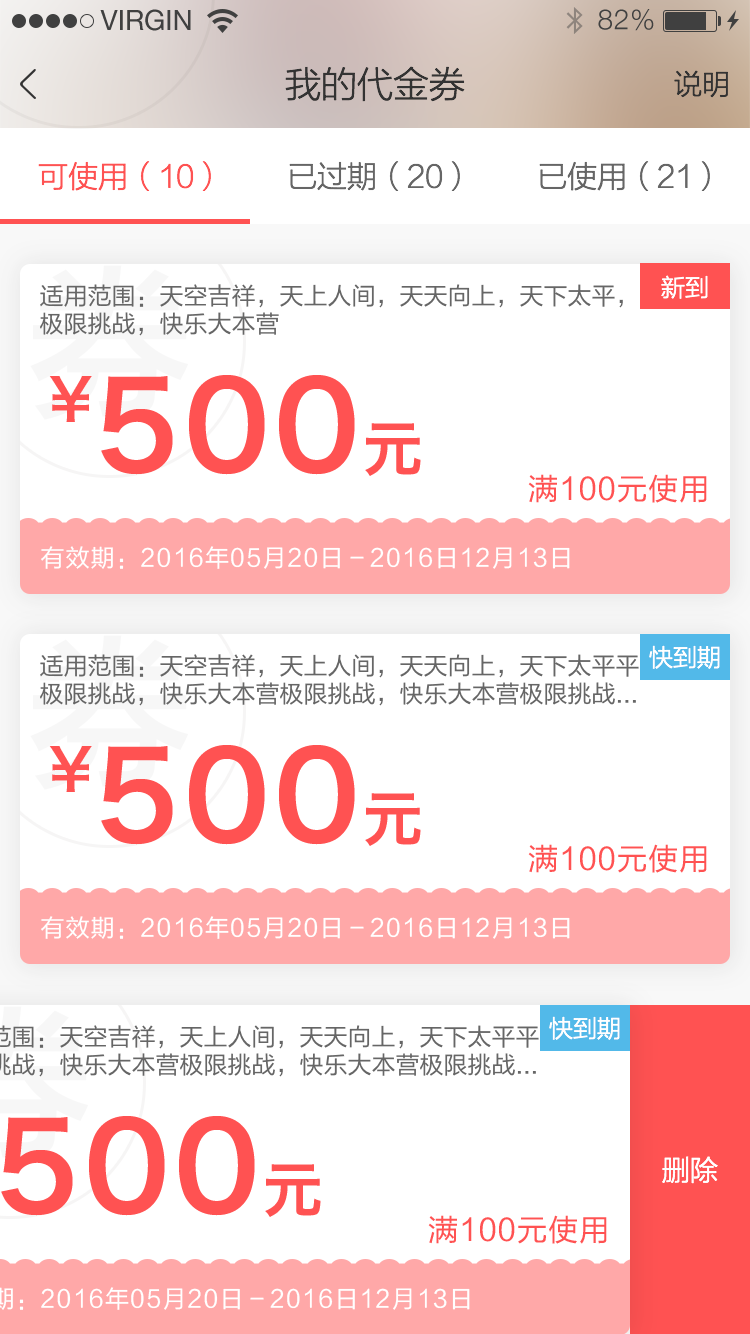 VIRGIN 82%
我的代金券 说明
可使用（10） 已过期（20） 已使用（21）
适用范围：天空吉祥，天上人间，天天向上，天下太平， 新到
极限挑战，快乐大本营
券
¥500元
满100元使用
有效期：2016年05月20日－2016日12月13日
适用范围：天空吉祥，天上人间，天天向上，天下太平平 快到期
极限挑战，快乐大本营极限挑战，快乐大本营极限挑战...
券
¥500元
满100元使用
有效期：2016年05月20日－2016日12月13日
范围：天空吉祥，天上人间，天天向上，天下太平平 快到期
挑战，快乐大本营极限挑战，快乐大本营极限挑战...
500元
删除
满100元使用
期：2016年05月20日－2016日12月13日